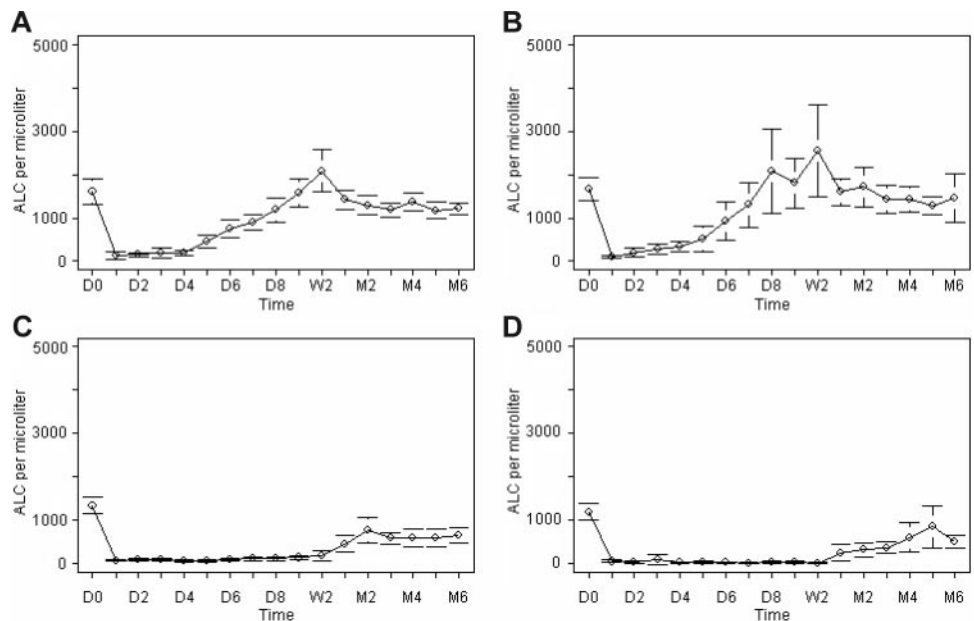 A
ALC per microliter
5000
3000
1000
0
D0 D2 D4 D6 D8 W2 M2 M4 M6
Time
B
ALC per microliter
5000
3000
1000
0
D0 D2 D4 D6 D8 W2 M2 M4 M6
Time
C
ALC per microliter
5000
3000
1000
0
D0 D2 D4 D6 D8 W2 M2 M4 M6
Time
D
ALC per microliter
5000
3000
1000
0
D0 D2 D4 D6 D8 W2 M2 M4 M6
Time